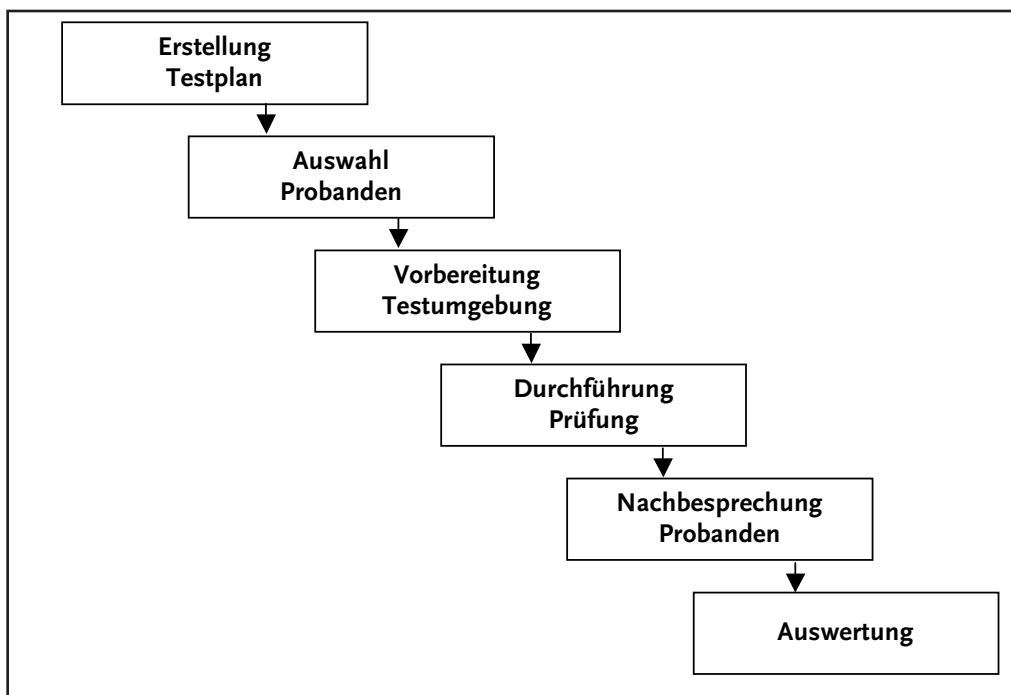 Erstellung
Testplan
Auswahl
Probanden
Vorbereitung
Testumgebung
Durchführung
Prüfung
Nachbesprechung
Probanden
Auswertung